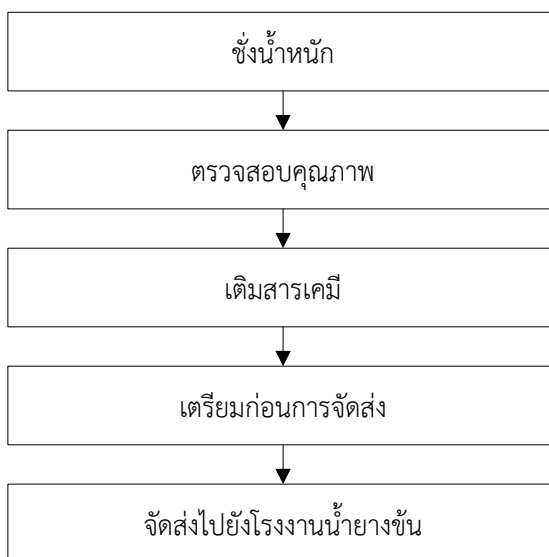 ชั่งน้ำหนัก
ตรวจสอบคุณภาพ
เติมสารเคมี
เตรียมก่อนการจัดส่ง
จัดส่งไปยังโรงงานน้ำยางข้น